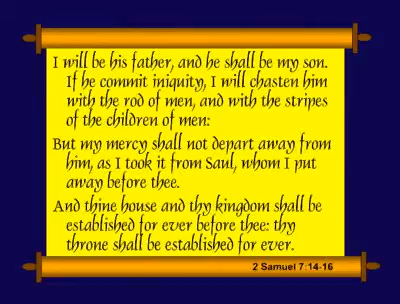 I will be his father, and he shall be my son.
If he commit iniquity, I will chasten him
with the rod of men, and with the stripes
of the children of men:
But my mercy shall not depart away from
him, as I took it from Saul, whom I put
away before thee.
And thine house and thy kingdom shall be
established for ever before thee: thy
throne shall be established for ever.
2 Samuel 7:14-16